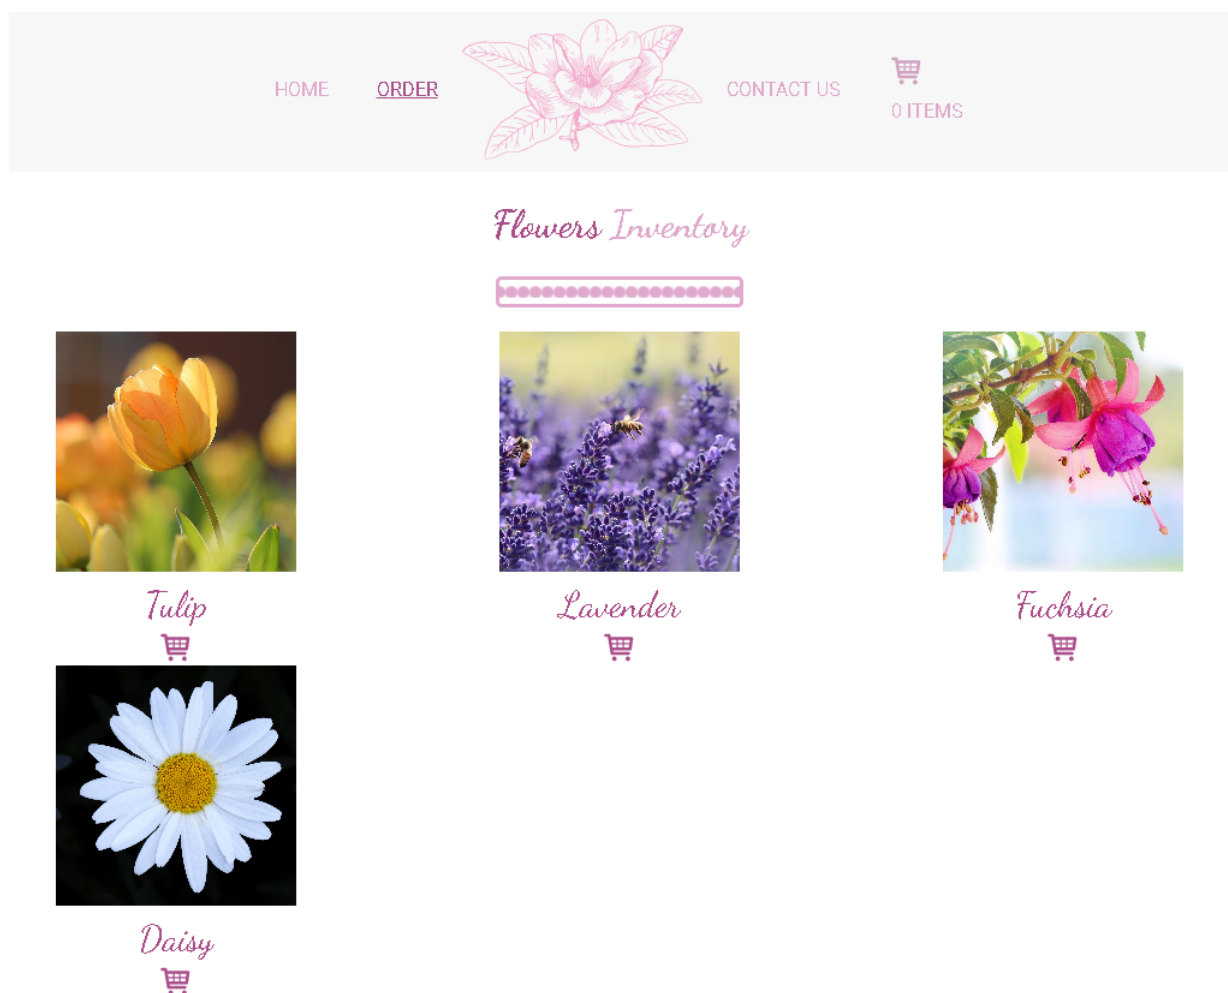 HOME
ORDER
CONTACT US
0 ITEMS
Flowers Inventory
Tulip
Lavender
Fuchsia
Daisy